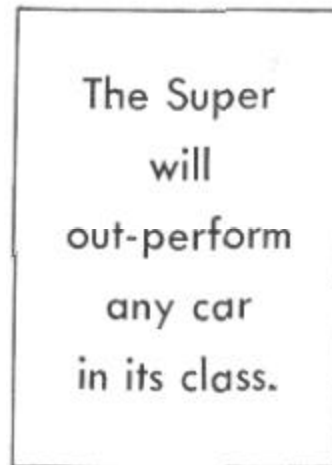 The Super
will
out-perform
any car
in its class.